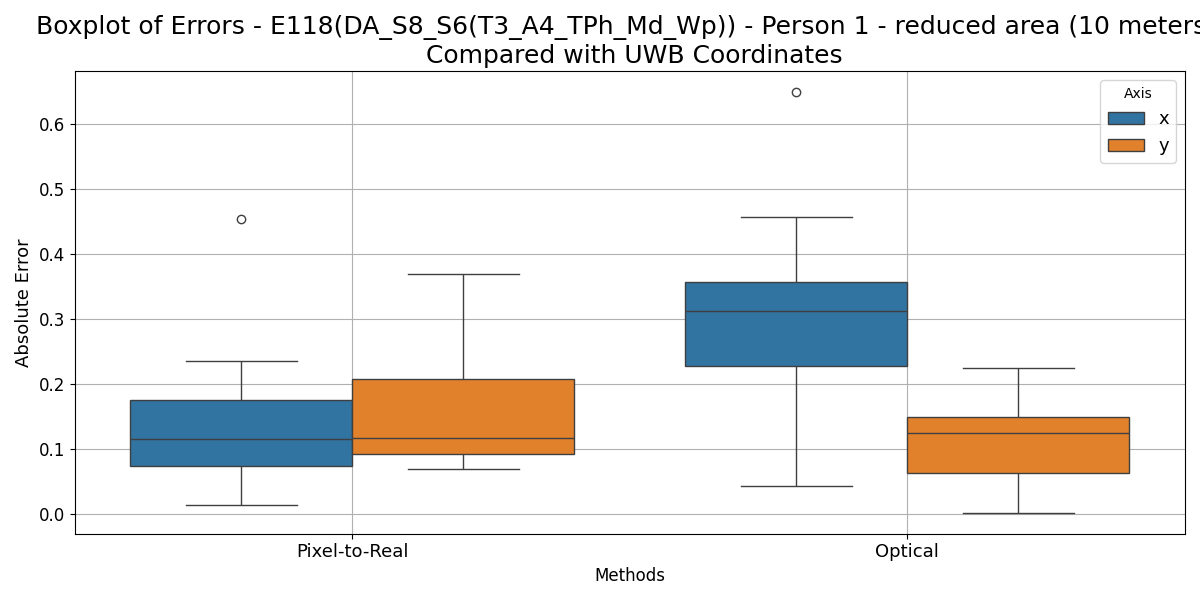 Boxplot of Errors - E118(DA_S8_S6(T3_A4_TPh_Md_Wp)) - Person 1 - reduced area (10 meters
Compared with UWB Coordinates
Axis
x
y
Absolute Error
0.6
0.5
0.4
0.3
0.2
0.1
0.0
Pixel-to-Real
Optical
Methods